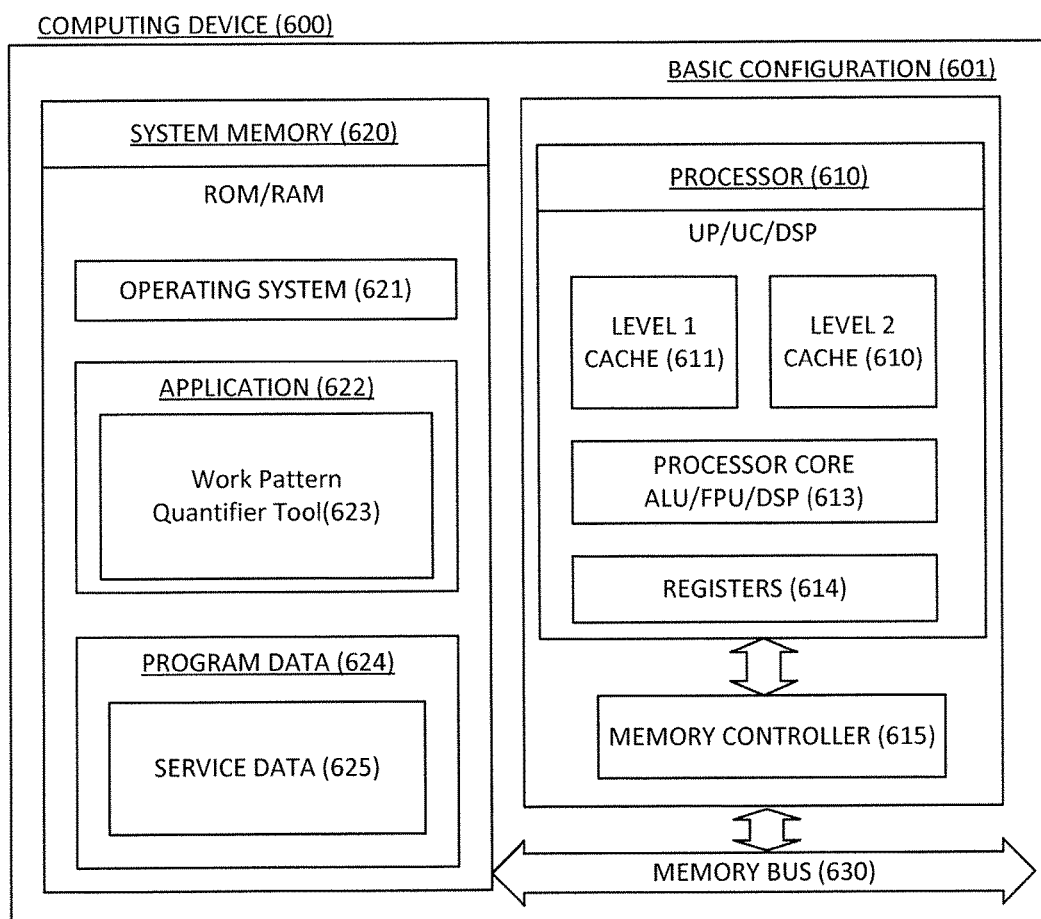 COMPUTING DEVICE (600)
BASIC CONFIGURATION (601)
SYSTEM MEMORY (620)
ROM/RAM
OPERATING SYSTEM (621)
APPLICATION (622)
Work Pattern
Quantifier Tool(623)
PROGRAM DATA (624)
SERVICE DATA (625)
PROCESSOR (610)
UP/UC/DSP
LEVEL 1
CACHE (611)
LEVEL 2
CACHE (610)
PROCESSOR CORE
ALU/FPU/DSP (613)
REGISTERS (614)
MEMORY CONTROLLER (615)
MEMORY BUS (630)